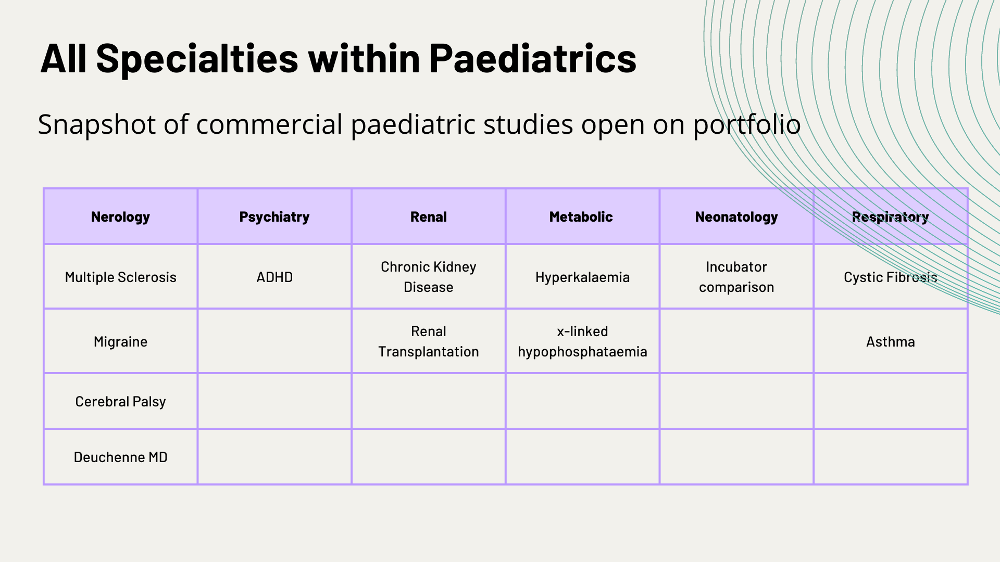 All Specialties within Paediatrics
Snapshot of commercial paediatric studies open on portfolio
Nerology
Psychiatry
Renal
Metabolic
Neonatology
Respiratory
Multiple Sclerosis
ADHD
Chronic Kidney
Disease
Hyperkalaemia
Incubator
comparison
Cystic Fibrosis
Migraine
Renal
Transplantation
x-linked
hypophosphataemia
Asthma
Cerebral Palsy
Deuchenne MD